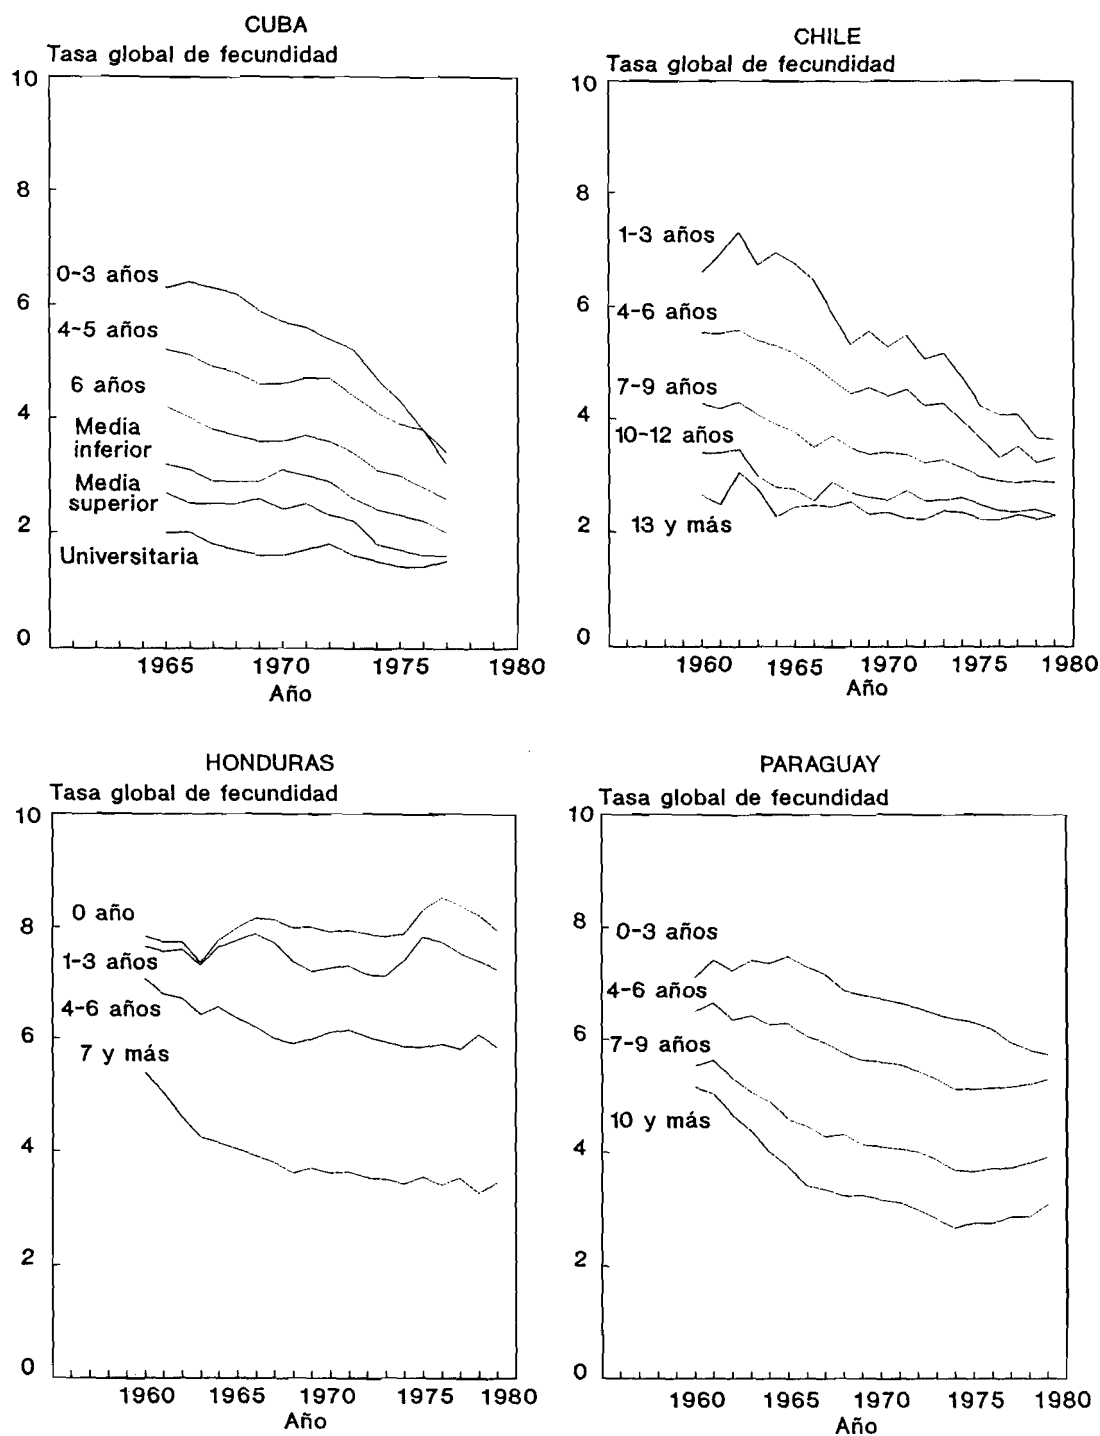 CUBA
Tasa global de fecundidad
10
8
6
4
2
0
0-3 años
4-5 años
6 años
Media
inferior
Media
superior
Universitaria
1965 1970 1975 1980
Año
CHILE
Tasa global de fecundidad
10
8
6
4
2
0
1-3 años
4-6 años
7-9 años
10-12 años
13 y más
1960 1965 1970 1975 1980
Año
HONDURAS
Tasa global de fecundidad
10
8
6
4
2
0
0 año
1-3 años
4-6 años
7 y más
1960 1965 1970 1975 1980
Año
PARAGUAY
Tasa global de fecundidad
10
8
6
4
2
0
0-3 años
4-6 años
7-9 años
10 y más
1960 1965 1970 1975 1980
Año